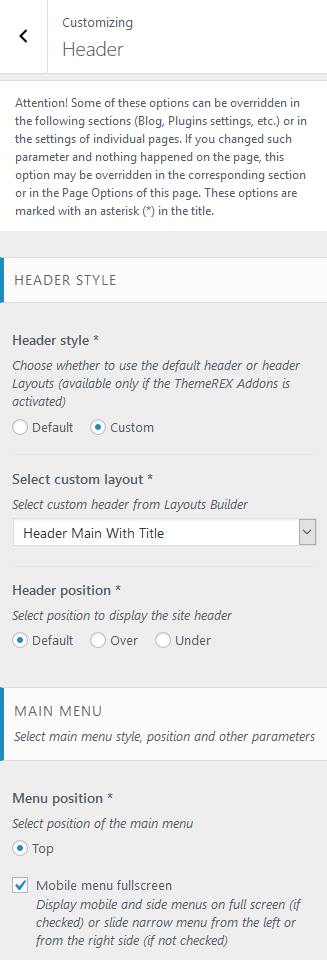 Customizing
Header
Attention! Some of these options can be overridden in
the following sections (Blog, Plugins settings, etc.) or in
the settings of individual pages. If you changed such
parameter and nothing happened on the page, this
option may be overridden in the corresponding section
or in the Page Options of this page. These options are
marked with an asterisk (*) in the title.
HEADER STYLE
Header style *
Choose whether to use the default header or header
Layouts (available only if the ThemeREX Addons is
activated)
Default Custom
Select custom layout *
Select custom header from Layouts Builder
Header Main With Title
Header position *
Select position to display the site header
Default Over Under
MAIN MENU
Select main menu style, position and other parameters
Menu position *
Select position of the main menu
Top
Mobile menu fullscreen
Display mobile and side menus on full screen (if
checked) or slide narrow menu from the left or
from the right side (if not checked)